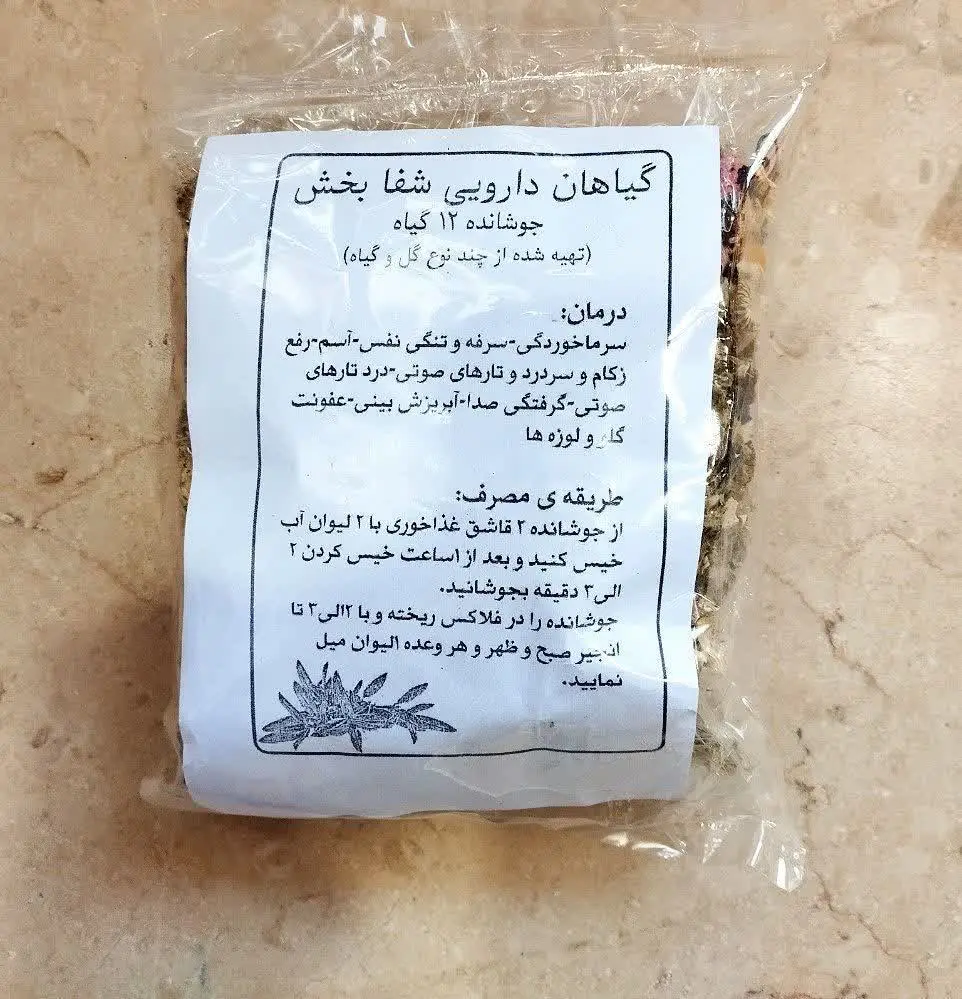 گیاهان دارویی شفا بخش
جوشانده ۱۲ گیاه
(تهیه شده از چند نوع گل و گیاه)
درمان:
سرماخوردگی-سرفه و تنگی نفس-آسم-رفع
زکام و سردرد و تارهای صوتی-درد تارهای
صوتی-گرفتگی صدا-آبریزش بینی-عفونت
گلو و لوزه ها
طریقه ی مصرف:
از جوشانده ۲ قاشق غذاخوری با ۲ لیوان آب
خیس کنید و بعد از ۱ساعت خیس کردن ۲
الی۳ دقیقه بجوشانید.
جوشانده را در فلاکس ریخته و با ۲الی۳ تا
انجیر صبح و ظهر و هر وعده ۱لیوان میل
نمایید.